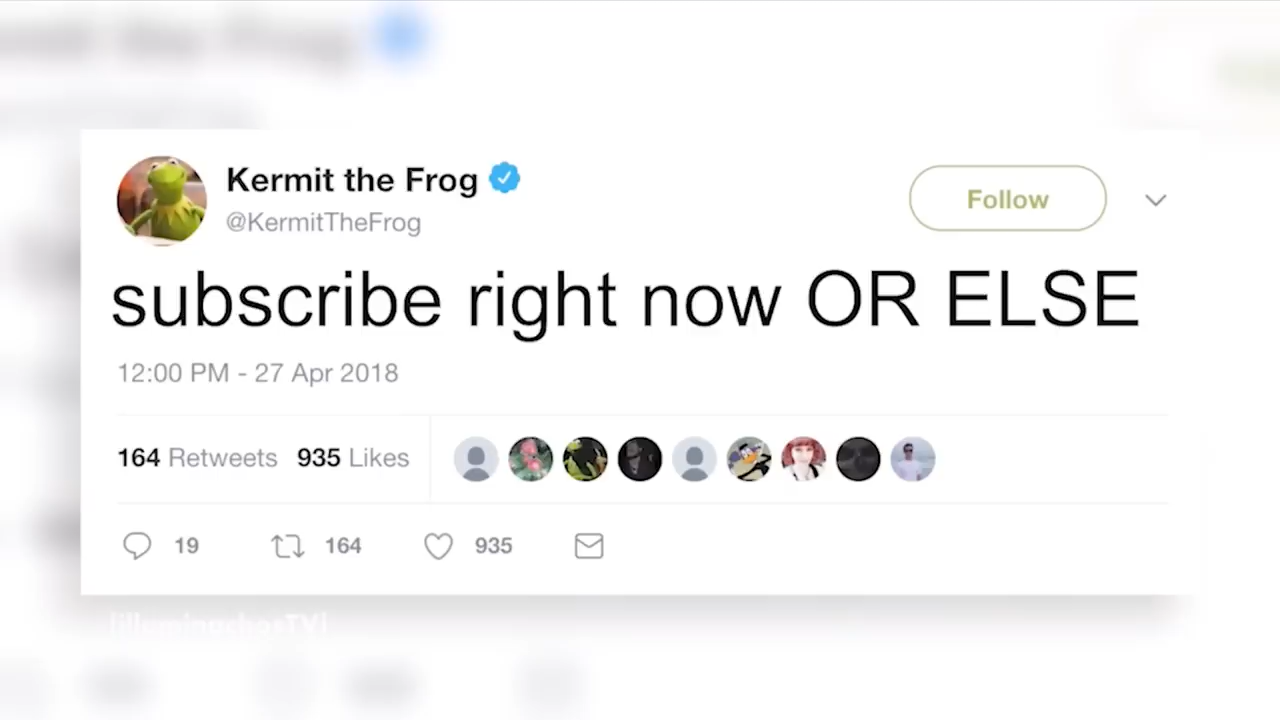 Kermit the Frog
@KermitTheFrog
Follow
subscribe right now OR ELSE
12:00 PM - 27 Apr 2018
164 Retweets 935 Likes
19 164 935